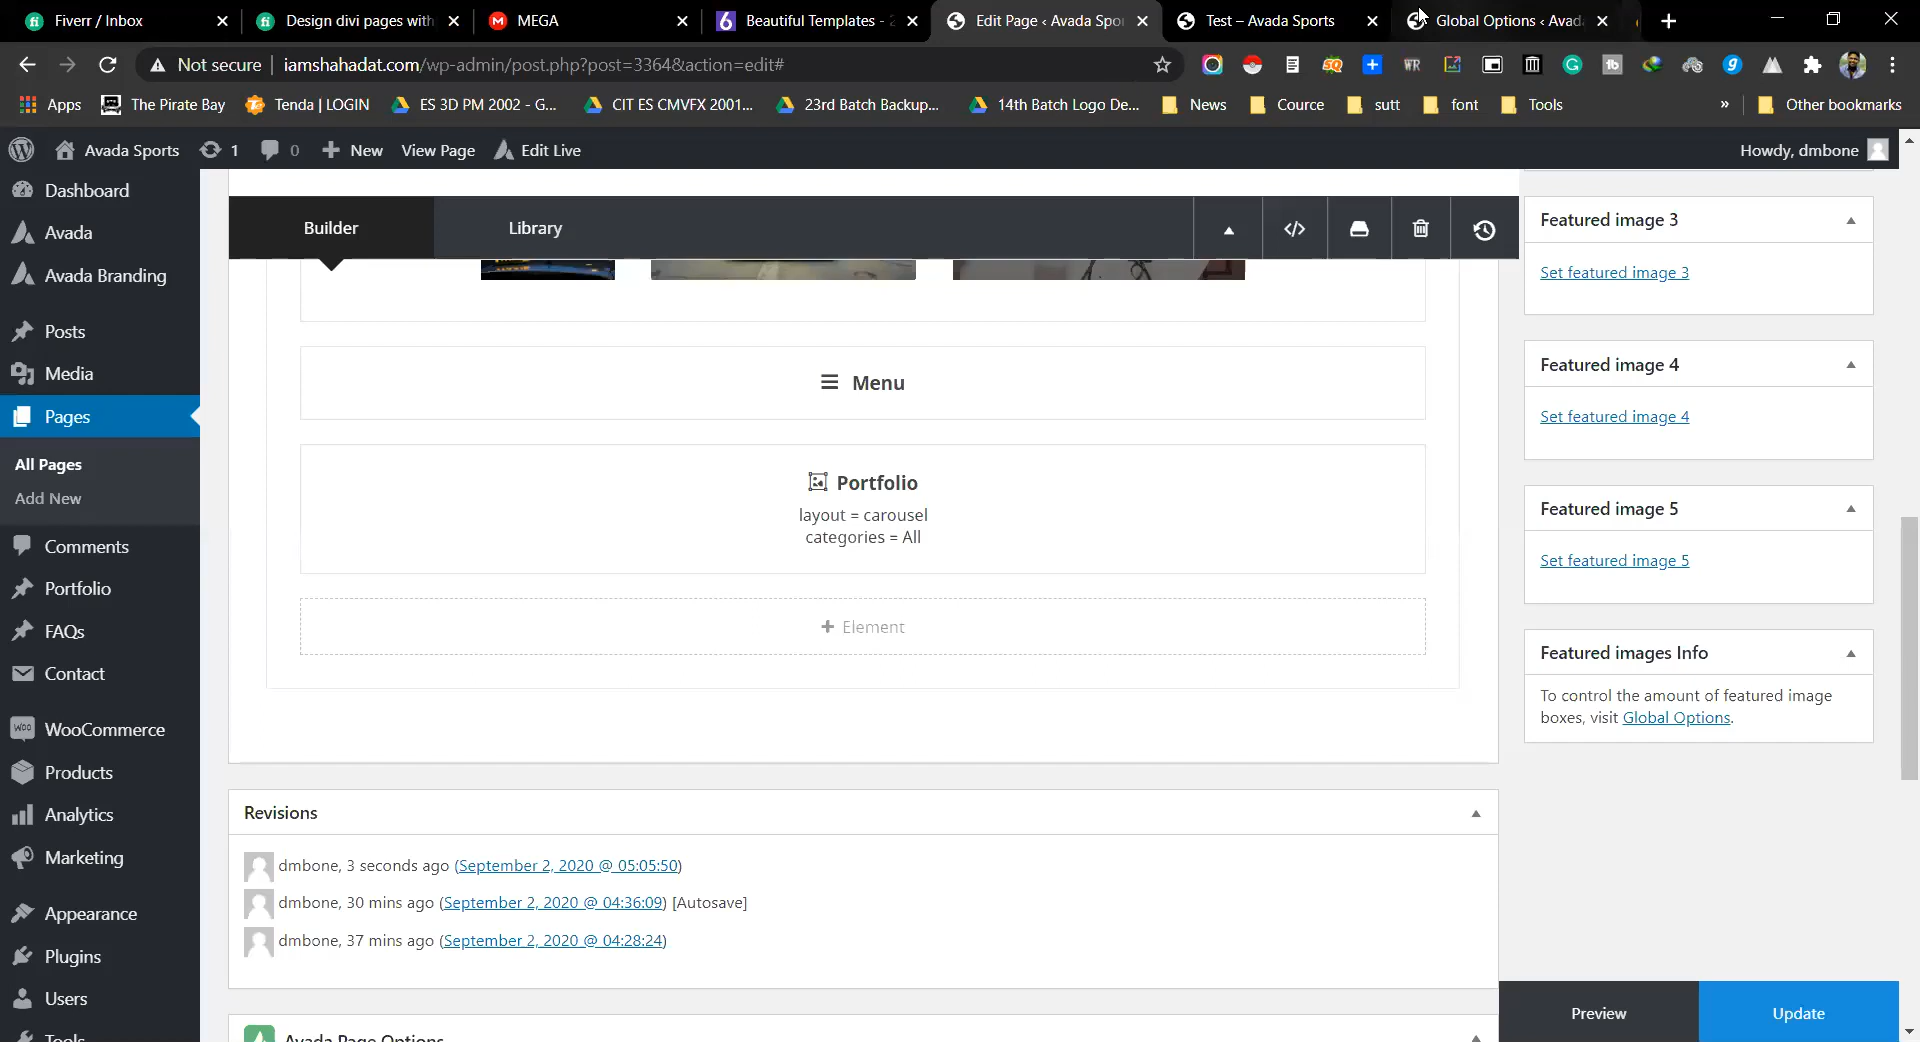 Fiverr / Inbox
Design divi pages with
MEGA
Beautiful Templates - 2
Edit Page ‹ Avada Spo
Test – Avada Sports
Global Options ‹ Avad
Not secure
iamshahadat.com/wp-admin/post.php?post=3364&action=edit#
Apps
The Pirate Bay
Tenda | LOGIN
ES 3D PM 2002 - G...
CIT ES CMVFX 2001...
23rd Batch Backup...
14th Batch Logo De...
News
Cource
sutt
font
Tools
»
Other bookmarks
Avada Sports
1
0
New
View Page
Edit Live
Howdy, dmbone
Dashboard
Avada
Avada Branding
Posts
Media
Pages
All Pages
Add New
Comments
Portfolio
FAQs
Contact
WooCommerce
Products
Analytics
Marketing
Appearance
Plugins
Users
Tools
Builder
Library
Menu
Portfolio
layout = carousel
categories = All
+ Element
Revisions
dmbone, 3 seconds ago (September 2, 2020 @ 05:05:50)
dmbone, 30 mins ago (September 2, 2020 @ 04:36:09) [Autosave]
dmbone, 37 mins ago (September 2, 2020 @ 04:28:24)
Avada Page Options
Featured image 3
Set featured image 3
Featured image 4
Set featured image 4
Featured image 5
Set featured image 5
Featured images Info
To control the amount of featured image
boxes, visit Global Options.
Preview
Update